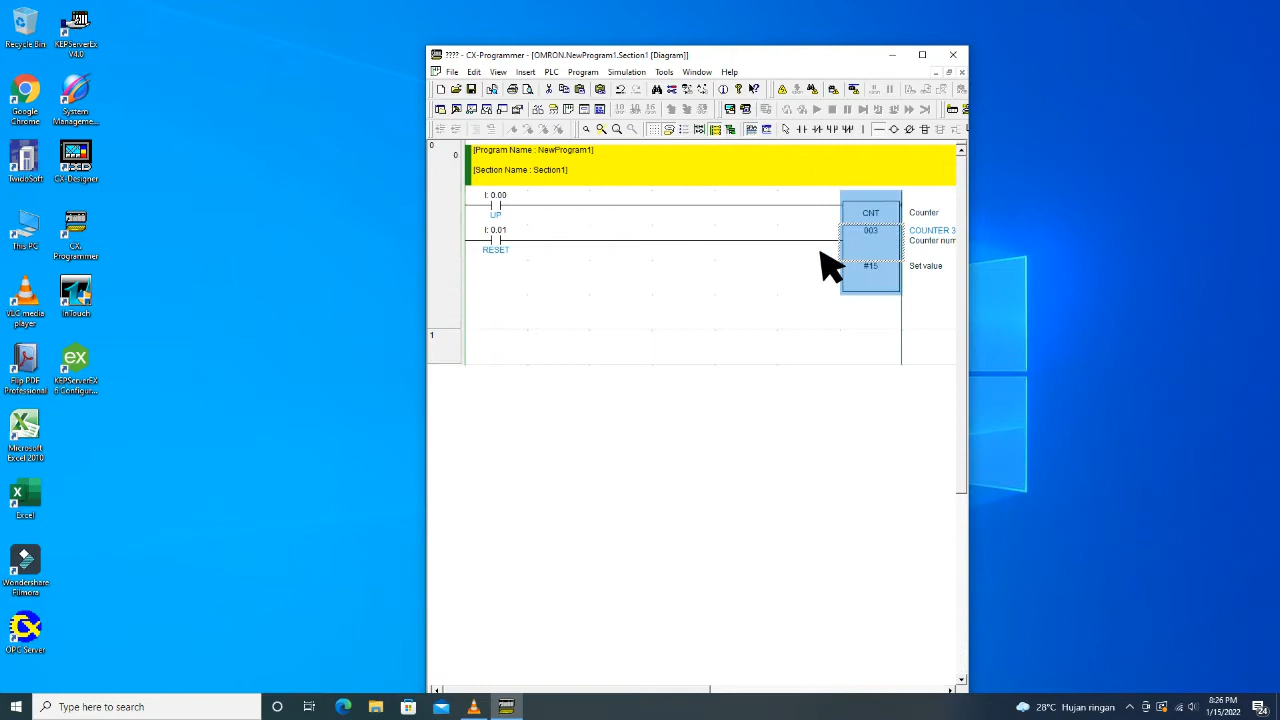 Recycle Bin
KEPServerEx
V4.0
Google
Chrome
System
Manageme...
TwidoSoft
CX-Designer
This PC
CX
Programmer
VLC media
player
InTouch
Flip PDF
Professional
KEPServerEX
6 Configur...
Microsoft
Excel 2010
Excel
Wondershare
Filmora
OPC Server
???? - CX-Programmer - [OMRON.NewProgram1.Section1 [Diagram]]
File Edit View Insert PLC Program Simulation Tools Window Help
0
0
[Program Name : NewProgram1]
[Section Name : Section1]
I: 0.00
UP
I: 0.01
RESET
CNT
Counter
003
COUNTER 3
Counter num
#15
Set value
1
Type here to search
28°C Hujan ringan
8:26 PM
1/15/2022
24